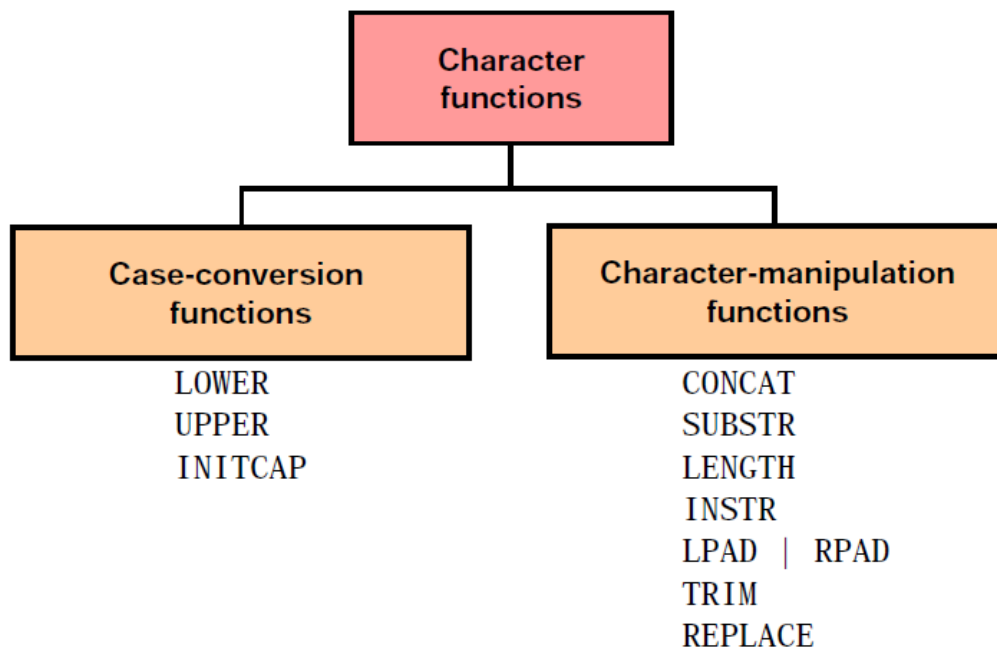 Character
functions
Case-conversion
functions
Character-manipulation
functions
LOWER
UPPER
INITCAP
CONCAT
SUBSTR
LENGTH
INSTR
LPAD | RPAD
TRIM
REPLACE